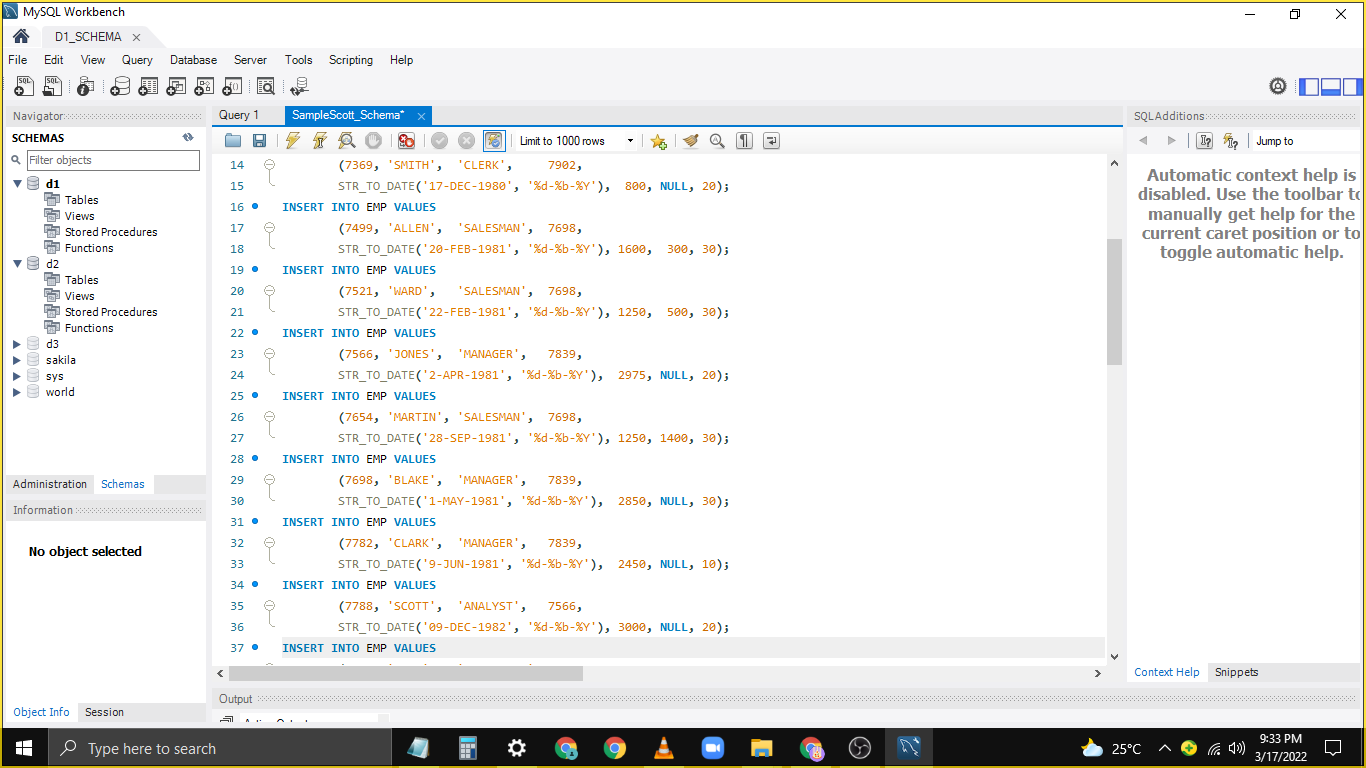 MySQL Workbench
D1_SCHEMA
File Edit View Query Database Server Tools Scripting Help
Navigator
SCHEMAS
Filter objects
d1
Tables
Views
Stored Procedures
Functions
d2
Tables
Views
Stored Procedures
Functions
d3
sakila
sys
world
Administration Schemas
Information
No object selected
Object Info Session
Query 1 SampleScott_Schema*
Limit to 1000 rows
14 (7369, 'SMITH', 'CLERK', 7902,
15 STR_TO_DATE('17-DEC-1980', '%d-%b-%Y'), 800, NULL, 20);
16 INSERT INTO EMP VALUES
17 (7499, 'ALLEN', 'SALESMAN', 7698,
18 STR_TO_DATE('20-FEB-1981', '%d-%b-%Y'), 1600, 300, 30);
19 INSERT INTO EMP VALUES
20 (7521, 'WARD', 'SALESMAN', 7698,
21 STR_TO_DATE('22-FEB-1981', '%d-%b-%Y'), 1250, 500, 30);
22 INSERT INTO EMP VALUES
23 (7566, 'JONES', 'MANAGER', 7839,
24 STR_TO_DATE('2-APR-1981', '%d-%b-%Y'), 2975, NULL, 20);
25 INSERT INTO EMP VALUES
26 (7654, 'MARTIN', 'SALESMAN', 7698,
27 STR_TO_DATE('28-SEP-1981', '%d-%b-%Y'), 1250, 1400, 30);
28 INSERT INTO EMP VALUES
29 (7698, 'BLAKE', 'MANAGER', 7839,
30 STR_TO_DATE('1-MAY-1981', '%d-%b-%Y'), 2850, NULL, 30);
31 INSERT INTO EMP VALUES
32 (7782, 'CLARK', 'MANAGER', 7839,
33 STR_TO_DATE('9-JUN-1981', '%d-%b-%Y'), 2450, NULL, 10);
34 INSERT INTO EMP VALUES
35 (7788, 'SCOTT', 'ANALYST', 7566,
36 STR_TO_DATE('09-DEC-1982', '%d-%b-%Y'), 3000, NULL, 20);
37 INSERT INTO EMP VALUES
Output
SQLAdditions
Jump to
Automatic context help is
disabled. Use the toolbar to
manually get help for the
current caret position or to
toggle automatic help.
Context Help Snippets
Type here to search
25°C
9:33 PM
3/17/2022